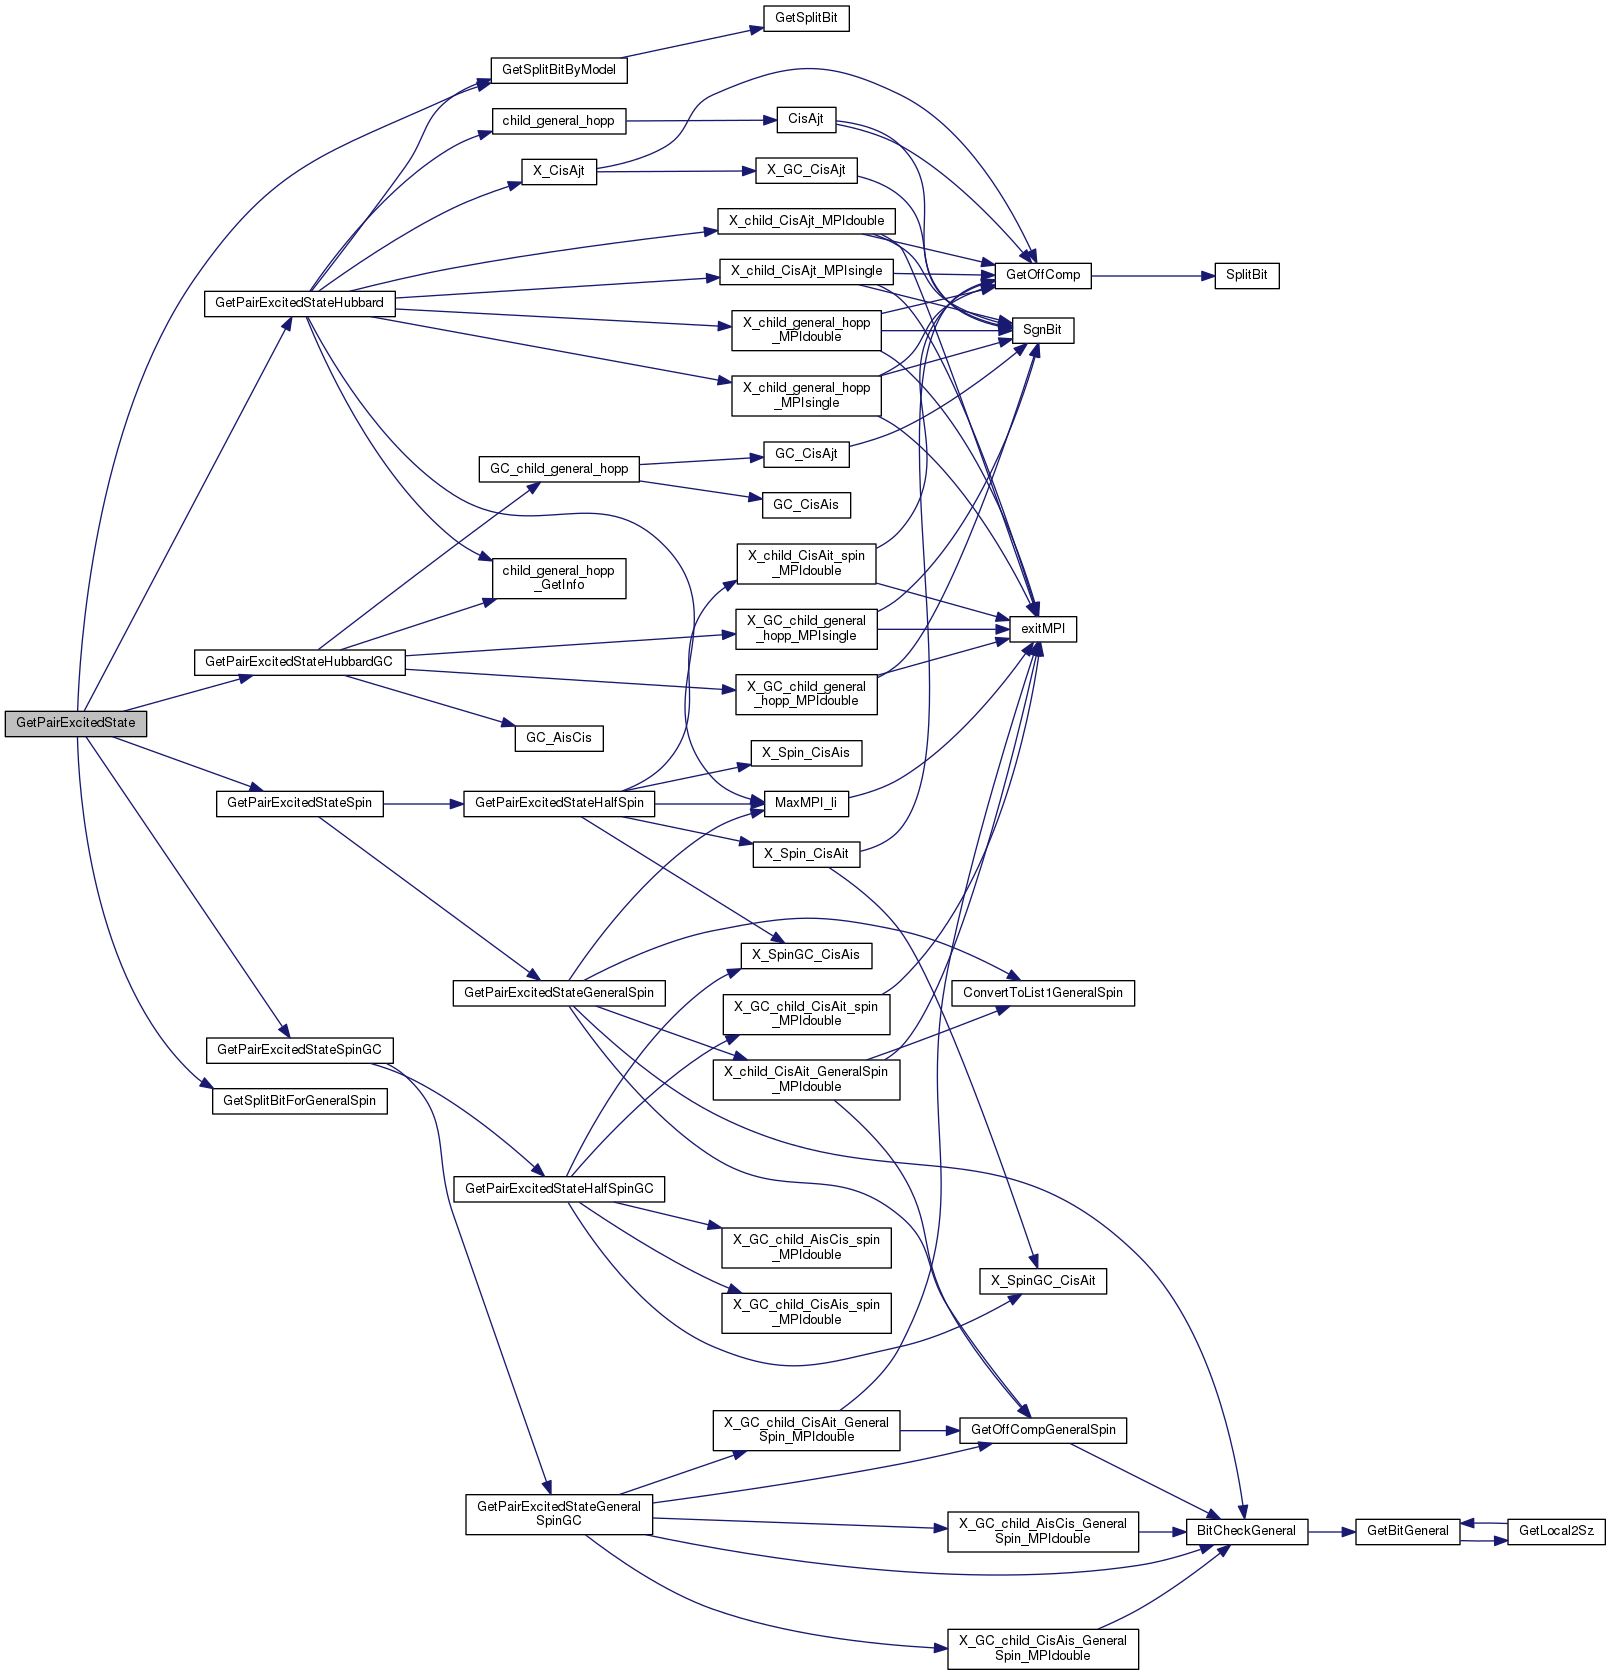 GetSplitBit
GetSplitBitByModel
child_general_hopp
CisAjt
X_CisAjt
X_GC_CisAjt
X_child_CisAjt_MPIdouble
X_child_CisAjt_MPIsingle
GetOffComp
SplitBit
GetPairExcitedStateHubbard
X_child_general_hopp
_MPIdouble
SgnBit
X_child_general_hopp
_MPIsingle
GC_child_general_hopp
GC_CisAjt
GC_CisAis
child_general_hopp
_GetInfo
X_child_CisAit_spin
_MPIdouble
X_GC_child_general
_hopp_MPIsingle
exitMPI
GetPairExcitedStateHubbardGC
X_GC_child_general
_hopp_MPIdouble
GetPairExcitedState
GC_AisCis
X_Spin_CisAis
GetPairExcitedStateSpin
GetPairExcitedStateHalfSpin
MaxMPI_li
X_Spin_CisAit
X_SpinGC_CisAis
GetPairExcitedStateGeneralSpin
ConvertToList1GeneralSpin
X_GC_child_CisAit_spin
_MPIdouble
GetPairExcitedStateSpinGC
X_child_CisAit_GeneralSpin
_MPIdouble
GetSplitBitForGeneralSpin
GetPairExcitedStateHalfSpinGC
X_GC_child_AisCis_spin
_MPIdouble
X_SpinGC_CisAit
X_GC_child_CisAis_spin
_MPIdouble
X_GC_child_CisAit_General
Spin_MPIdouble
GetOffCompGeneralSpin
GetPairExcitedStateGeneral
SpinGC
X_GC_child_AisCis_General
Spin_MPIdouble
BitCheckGeneral
GetBitGeneral
GetLocal2Sz
X_GC_child_CisAis_General
Spin_MPIdouble